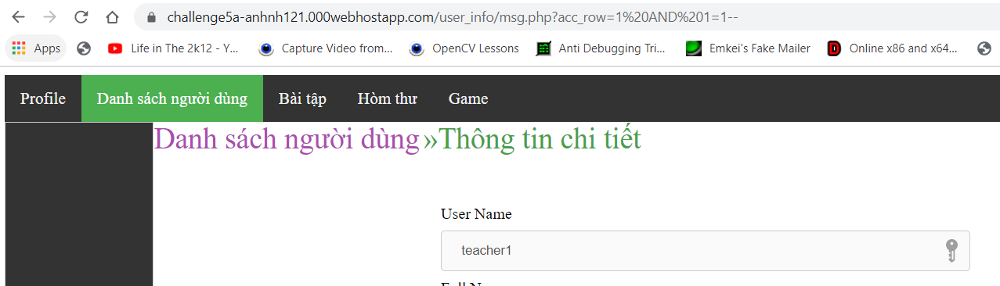 challenge5a-anhnh121.000webhostapp.com/user_info/msg.php?acc_row=1%20AND%201=1--
Apps Life in The 2k12 - Y... Capture Video from... OpenCV Lessons Anti Debugging Tri... Emkei's Fake Mailer Online x86 and x64...
Profile Danh sách người dùng Bài tập Hòm thư Game
Danh sách người dùng »Thông tin chi tiết
User Name
teacher1